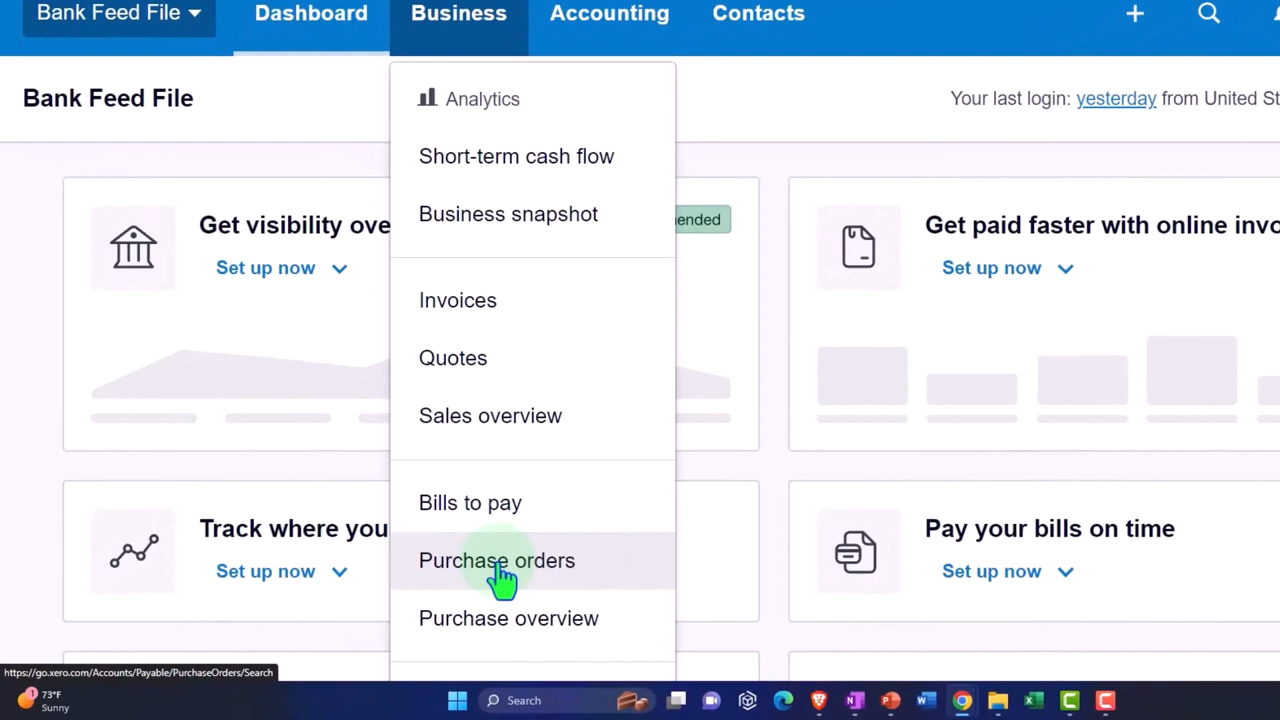 Bank Feed File
Dashboard
Business
Accounting
Contacts
Bank Feed File
Your last login: yesterday from United St
Analytics
Short-term cash flow
Business snapshot
Invoices
Quotes
Sales overview
Bills to pay
Purchase orders
Purchase overview
Get visibility ove
ended
Set up now
Get paid faster with online invo
Set up now
Track where you
Set up now
Pay your bills on time
Set up now
https://go.xero.com/Accounts/Payable/PurchaseOrders/Search
1
73°F
Sunny
Search